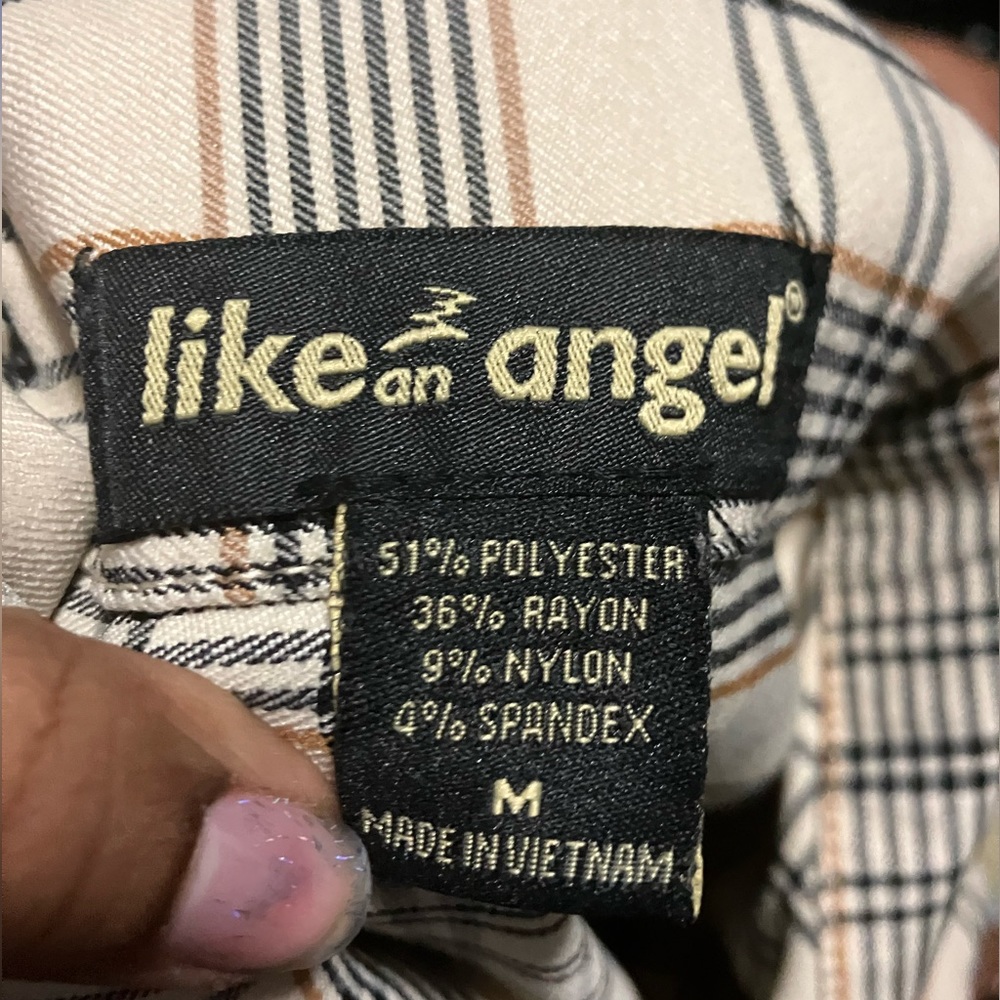 like an angel®
51% POLYESTER
36% RAYON
9% NYLON
4% SPANDEX
M
MADE IN VIETNAM